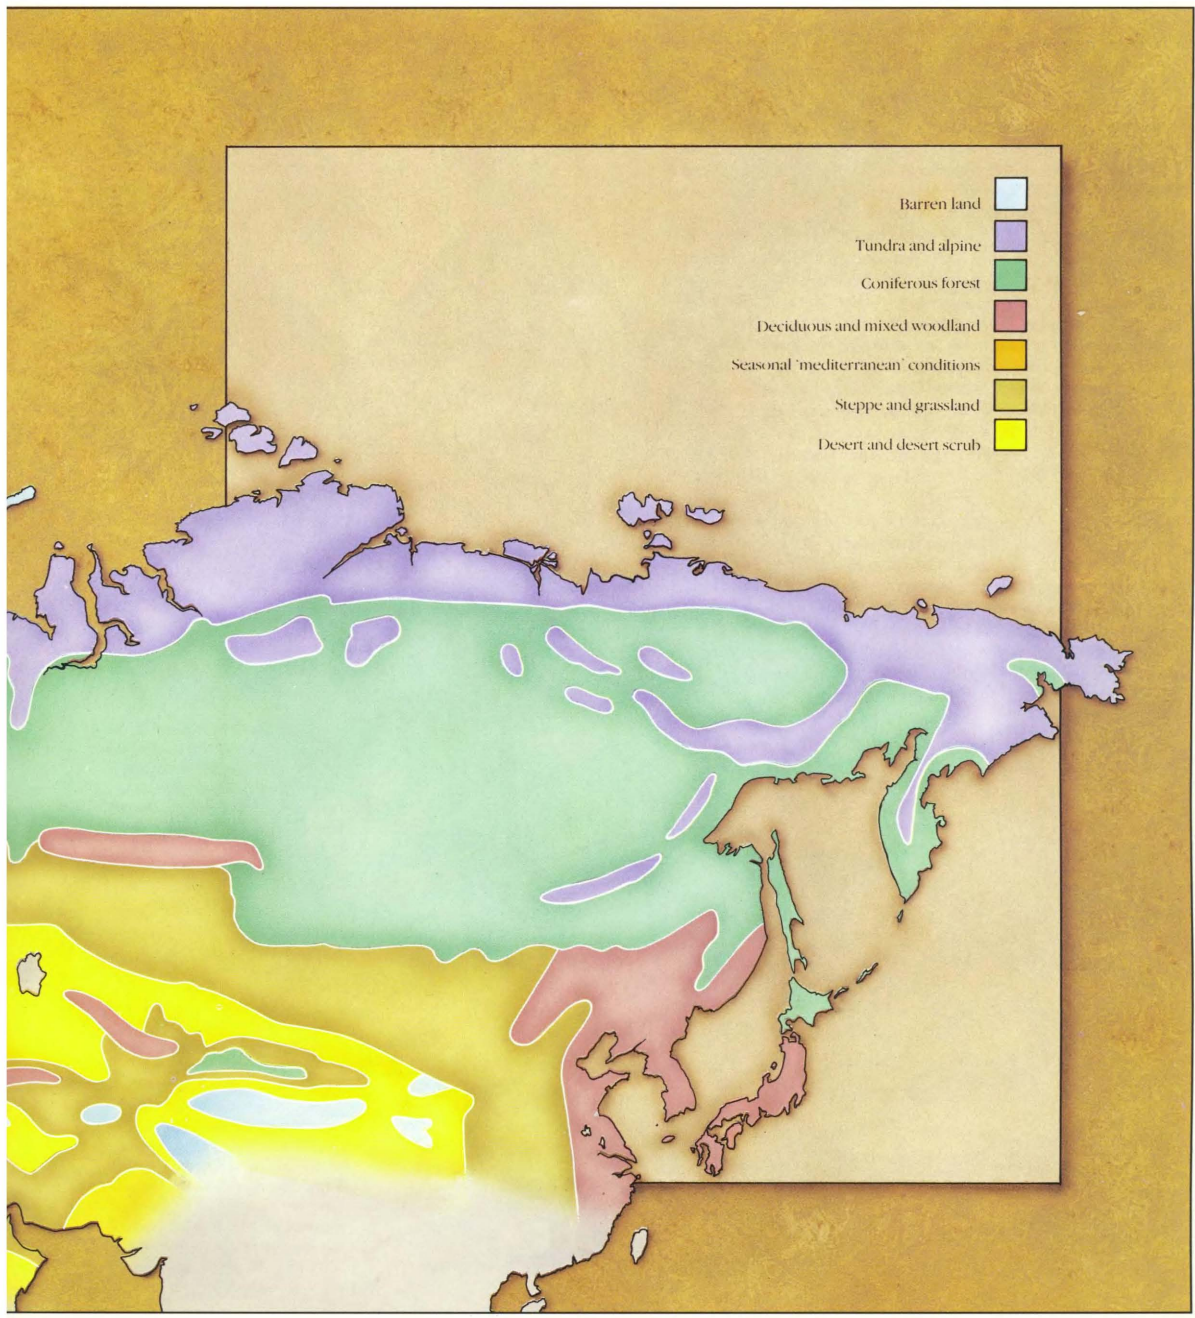 Barren land
Tundra and alpine
Coniferous forest
Deciduous and mixed woodland
Seasonal 'mediterranean' conditions
Steppe and grassland
Desert and desert scrub